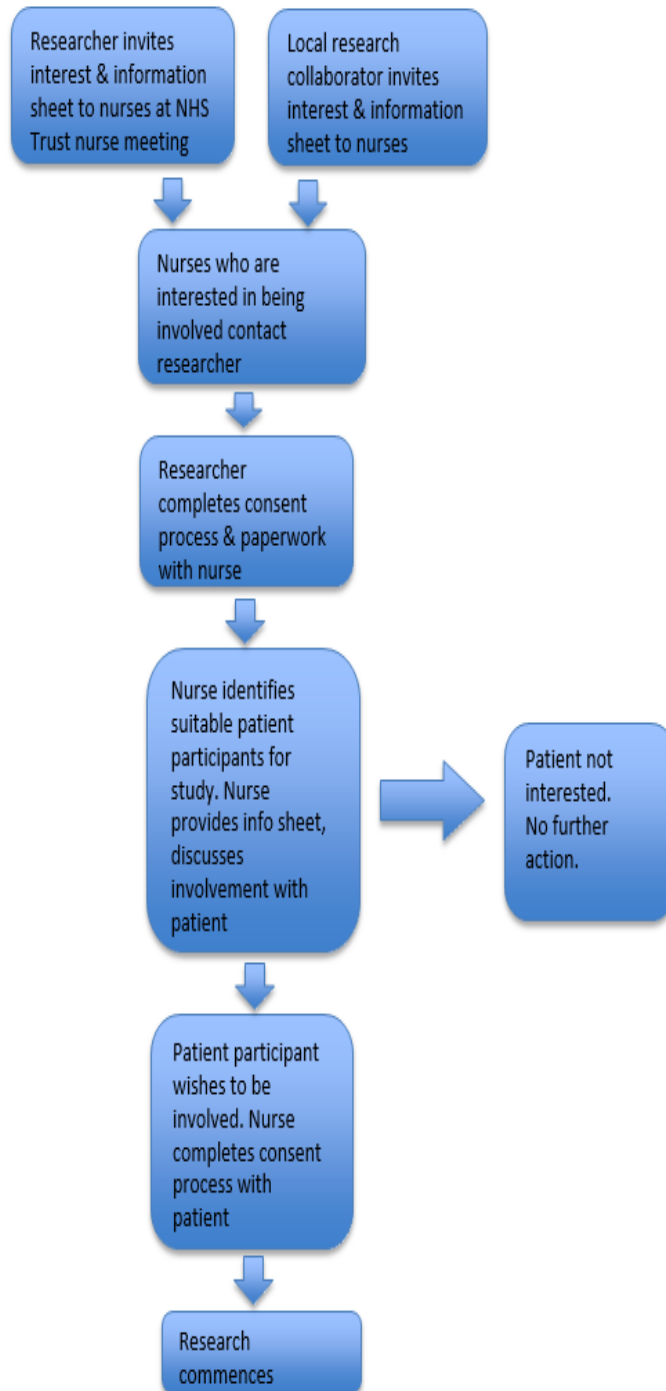 Researcher invites
interest & information
sheet to nurses at NHS
Trust nurse meeting
Local research
collaborator invites
interest & information
sheet to nurses
Nurses who are
interested in being
involved contact
researcher
Researcher
completes consent
process & paperwork
with nurse
Nurse identifies
suitable patient
participants for
study. Nurse
provides info sheet,
discusses
involvement with
patient
Patient not
interested.
No further
action.
Patient participant
wishes to be
involved. Nurse
completes consent
process with
patient
Research
commences